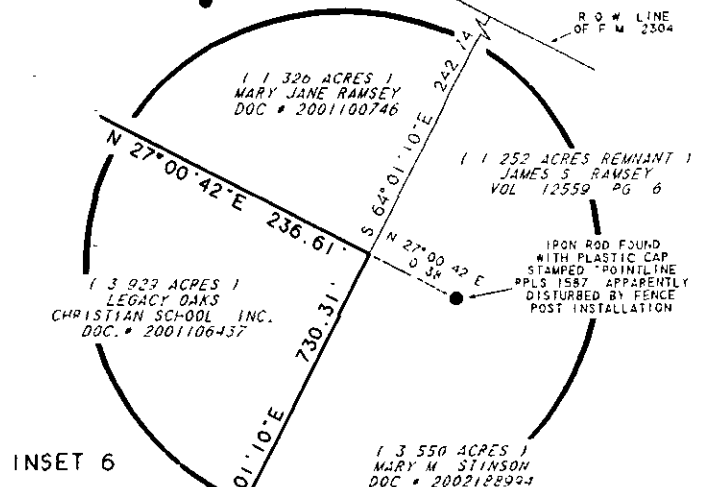 R O W LINE
OF F M 2304
( 1 326 ACRES )
MARY JANE RAMSEY
DOC # 2001100746
242 14
S 64°01'10"E
N 27°00'42"E 236.61'
( 1 252 ACRES REMNANT )
JAMES S RAMSEY
VOL 12559 PG 6
N 27°00 42 E
0 38
IRON ROD FOUND
WITH PLASTIC CAP
STAMPED "POINTLINE
RPLS 1587 APPARENTLY
DISTURBED BY FENCE
POST INSTALLATION
( 3 923 ACRES )
LEGACY OAKS
CHRISTIAN SCHOOL INC.
DOC. # 2001106437
730.31'
01'10"E
INSET 6
( 3 550 ACRES )
MARY M STINSON
DOC # 2002188994